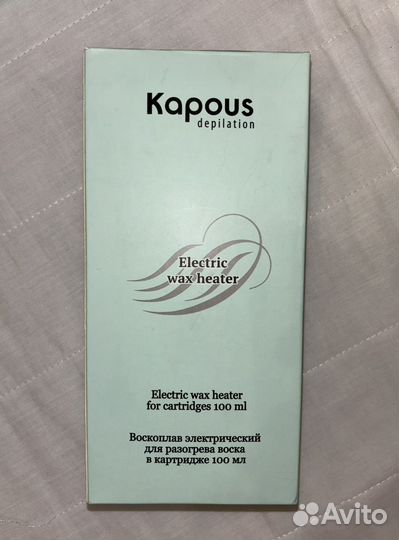 Kapous
depilation
Electric
wax heater
Electric wax heater
for cartridges 100 ml
Воскоплав электрический
для разогрева воска
в картридже 100 мл
Avito